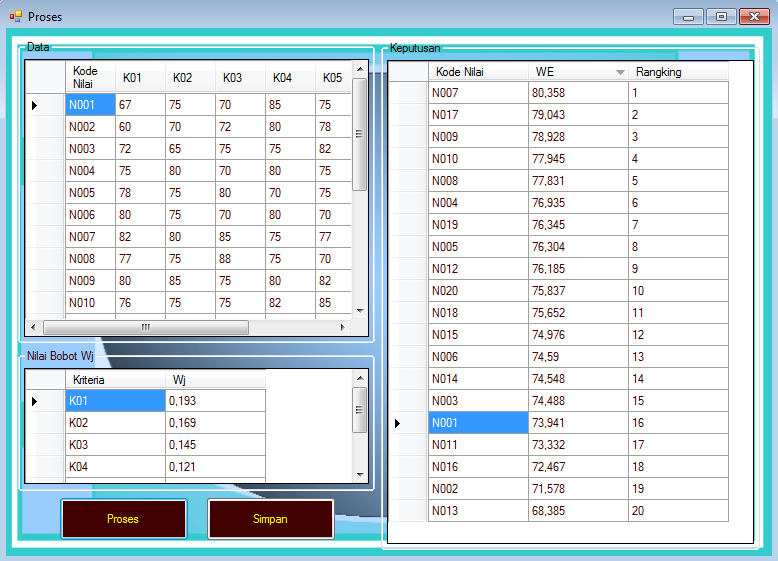 Proses
Data
Kode Nilai K01 K02 K03 K04 K05
N001 67 75 70 85 75
N002 60 70 72 80 78
N003 72 65 75 75 82
N004 75 80 70 80 75
N005 78 75 80 70 75
N006 80 75 70 80 70
N007 82 80 85 75 77
N008 77 75 88 75 70
N009 80 85 75 80 82
N010 76 75 75 82 85
Nilai Bobot Wj
Kriteria Wj
K01 0,193
K02 0,169
K03 0,145
K04 0,121
Proses Simpan
Keputusan
Kode Nilai WE Rangking
N007 80,358 1
N017 79,043 2
N009 78,928 3
N010 77,945 4
N008 77,831 5
N004 76,935 6
N019 76,345 7
N005 76,304 8
N012 76,185 9
N020 75,837 10
N018 75,652 11
N015 74,976 12
N006 74,59 13
N014 74,548 14
N003 74,488 15
N001 73,941 16
N011 73,332 17
N016 72,467 18
N002 71,578 19
N013 68,385 20